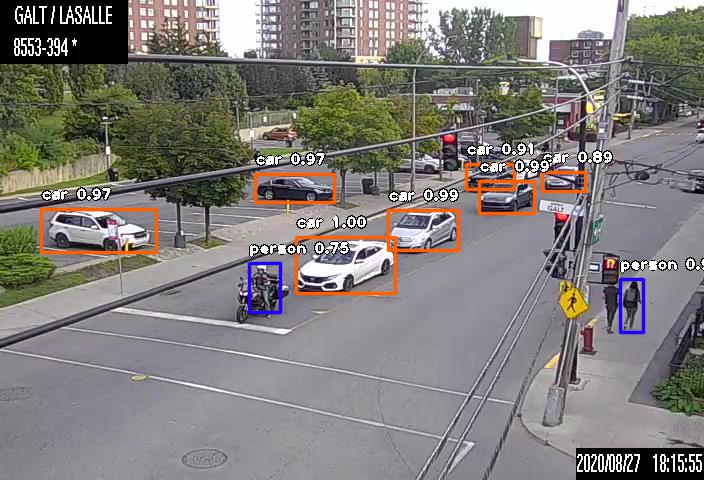 GALT / LASALLE
8553-394 *
car 0.91
car 0.97
car 0.99
car 0.89
car 0.97
car 0.99
GALT
car 1.00
person 0.75
person 0.9
2020/08/27 18:15:55